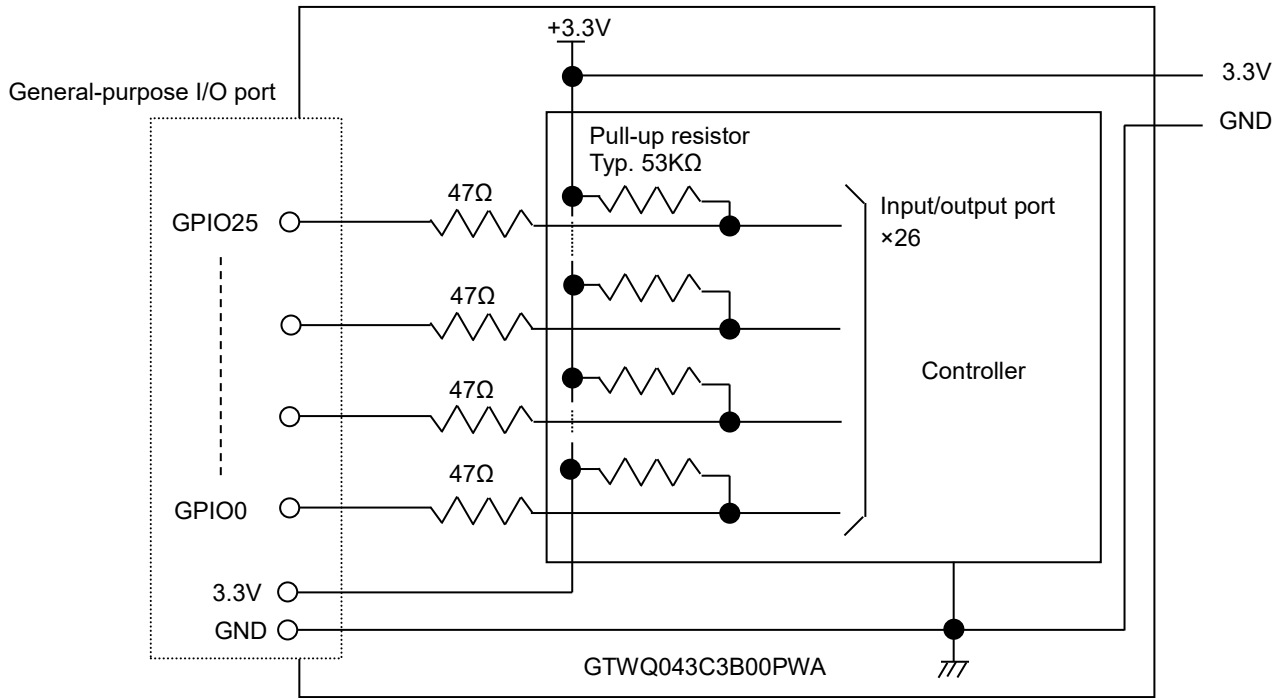 +3.3V
3.3V
General-purpose I/O port
GND
Pull-up resistor
Typ. 53KΩ
47Ω
GPIO25
Input/output port
×26
47Ω
47Ω
Controller
47Ω
GPIO0
3.3V
GND
GTWQ043C3B00PWA